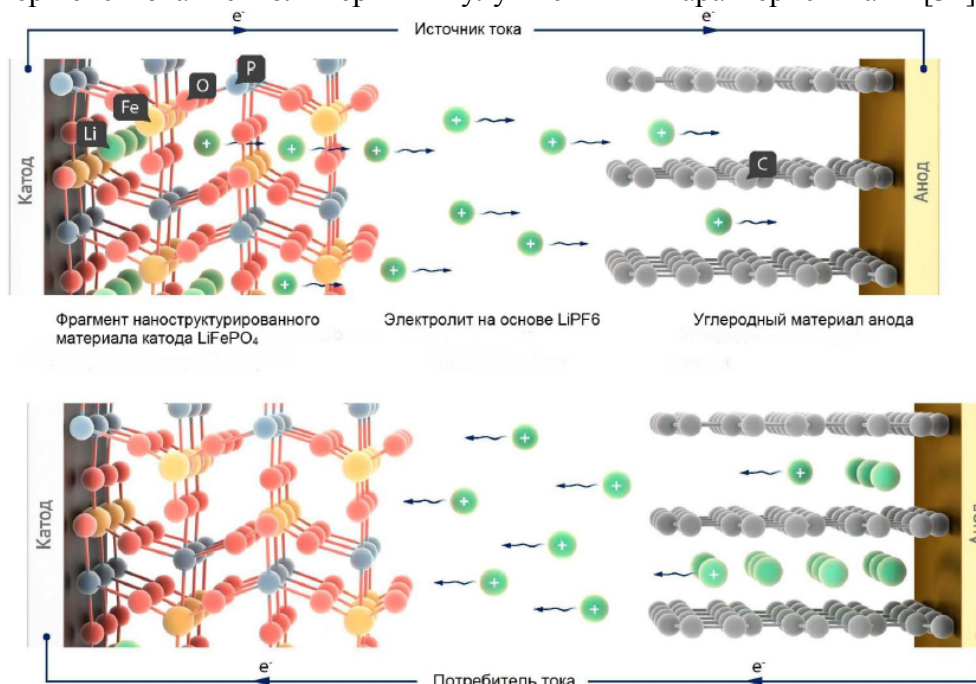 e-
e-
Источник тока
P
O
Fe
Li
C
Катод
Анод
Фрагмент наноструктурированного
материала катода LiFePO₄
Электролит на основе LiPF6
Углеродный материал анода
Катод
Анод
e-
e-
Потребитель тока